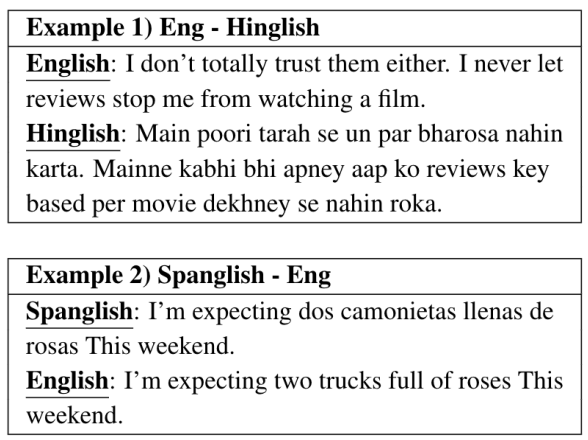 Example 1) Eng - Hinglish
English: I don't totally trust them either. I never let
reviews stop me from watching a film.
Hinglish: Main poori tarah se un par bharosa nahin
karta. Mainne kabhi bhi apney aap ko reviews key
based per movie dekhney se nahin roka.
Example 2) Spanglish - Eng
Spanglish: I'm expecting dos camonietas llenas de
rosas This weekend.
English: I'm expecting two trucks full of roses This
weekend.